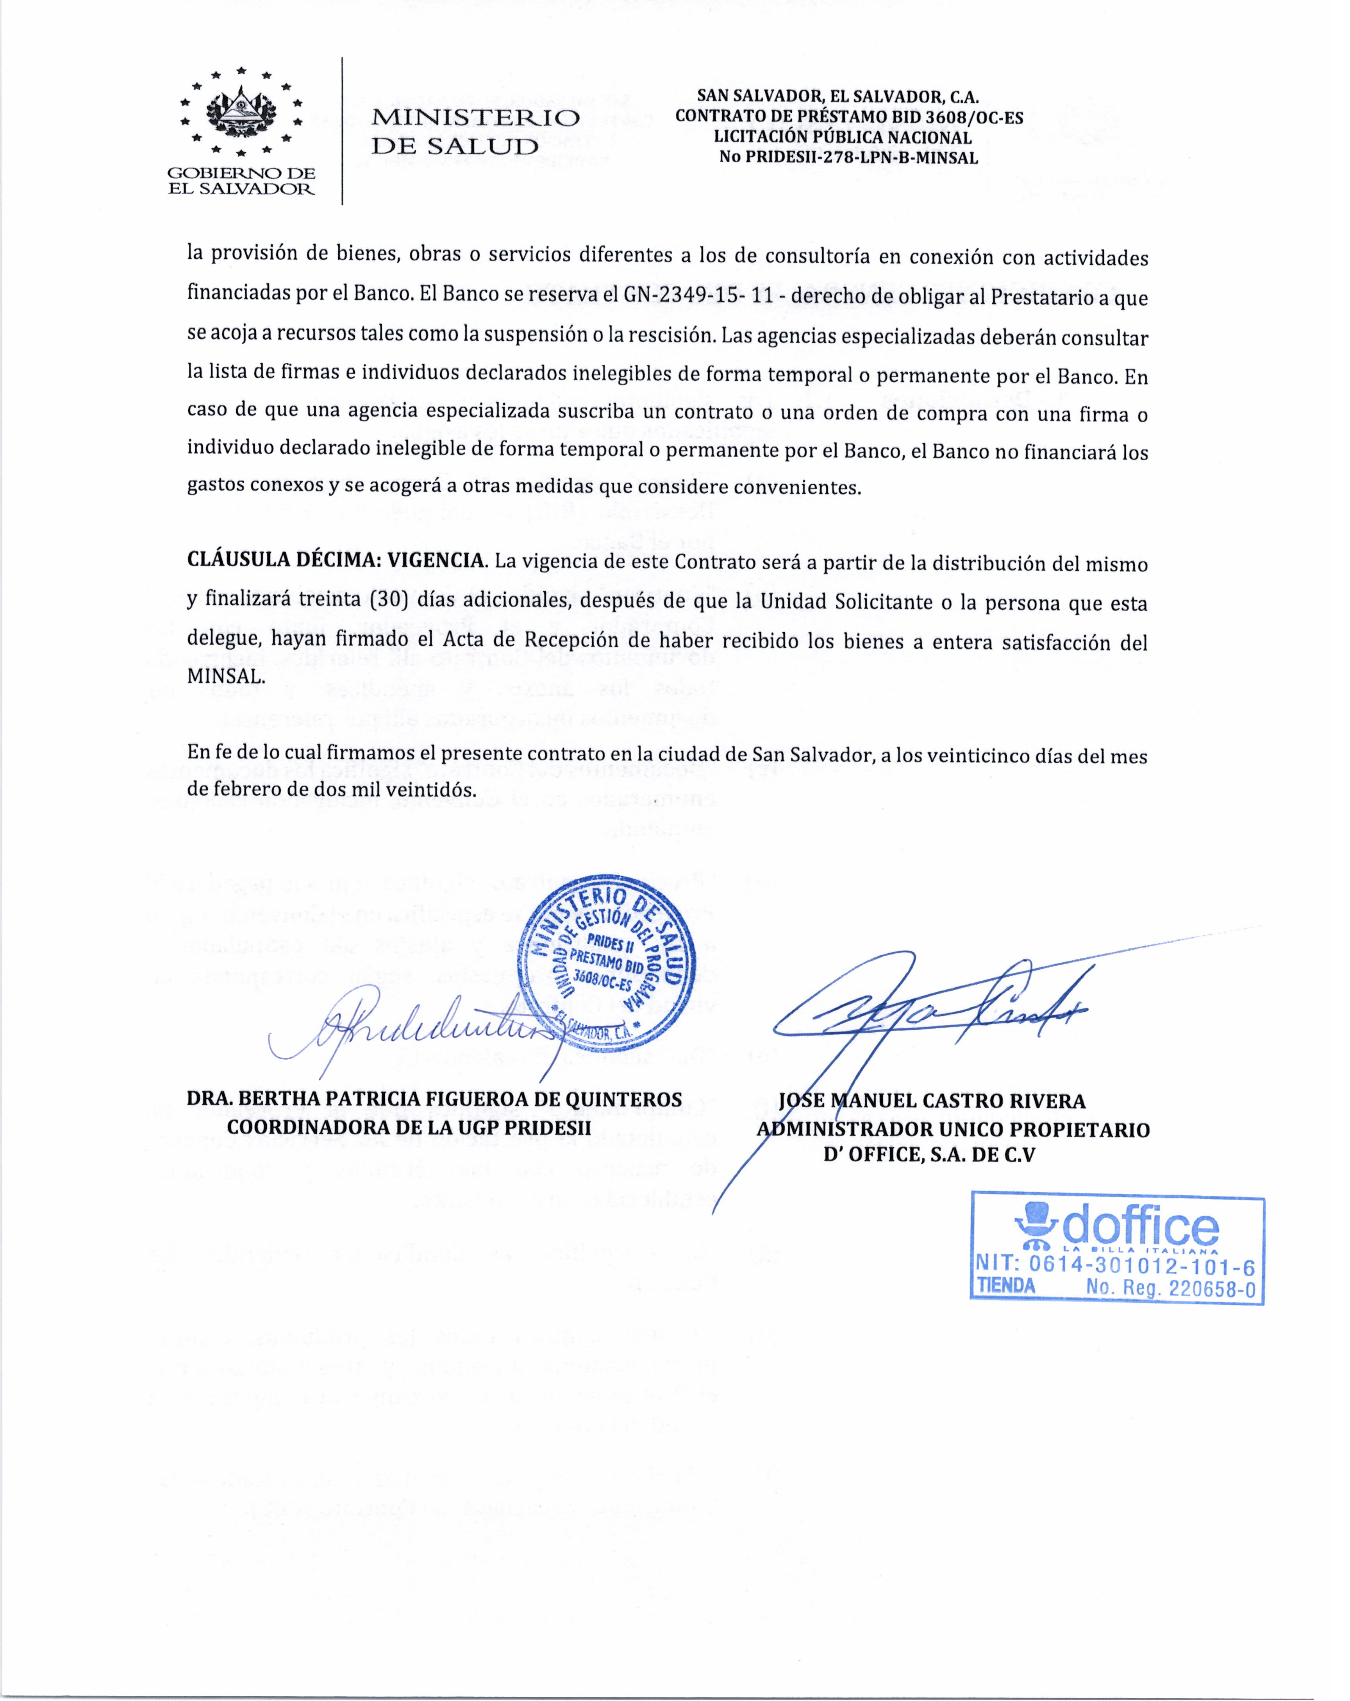 SAN SALVADOR, EL SALVADOR, C.A.
CONTRATO DE PRÉSTAMO BID 3608/OC-ES
LICITACIÓN PÚBLICA NACIONAL
No PRIDESII-278-LPN-B-MINSAL
MINISTERIO
DE SALUD
GOBIERNO DE
EL SALVADOR
la provisión de bienes, obras o servicios diferentes a los de consultoría en conexión con actividades
financiadas por el Banco. El Banco se reserva el GN-2349-15- 11 - derecho de obligar al Prestatario a que
se acoja a recursos tales como la suspensión o la rescisión. Las agencias especializadas deberán consultar
la lista de firmas e individuos declarados inelegibles de forma temporal o permanente por el Banco. En
caso de que una agencia especializada suscriba un contrato o una orden de compra con una firma o
individuo declarado inelegible de forma temporal o permanente por el Banco, el Banco no financiará los
gastos conexos y se acogerá a otras medidas que considere convenientes.
CLÁUSULA DÉCIMA: VIGENCIA. La vigencia de este Contrato será a partir de la distribución del mismo
y finalizará treinta (30) días adicionales, después de que la Unidad Solicitante o la persona que esta
delegue, hayan firmado el Acta de Recepción de haber recibido los bienes a entera satisfacción del
MINSAL.
En fe de lo cual firmamos el presente contrato en la ciudad de San Salvador, a los veinticinco días del mes
de febrero de dos mil veintidós.
MINISTERIO DE SALUD
UNIDAD DE GESTIÓN DEL PROGRAMA
PRIDES II
PRESTAMO BID
3608/OC-ES
* EL SALVADOR, C.A. *
DRA. BERTHA PATRICIA FIGUEROA DE QUINTEROS
COORDINADORA DE LA UGP PRIDESII
JOSE MANUEL CASTRO RIVERA
ADMINISTRADOR UNICO PROPIETARIO
D' OFFICE, S.A. DE C.V
doffice
LA SILLA ITALIANA
NIT: 0614-301012-101-6
TIENDA No. Reg. 220658-0